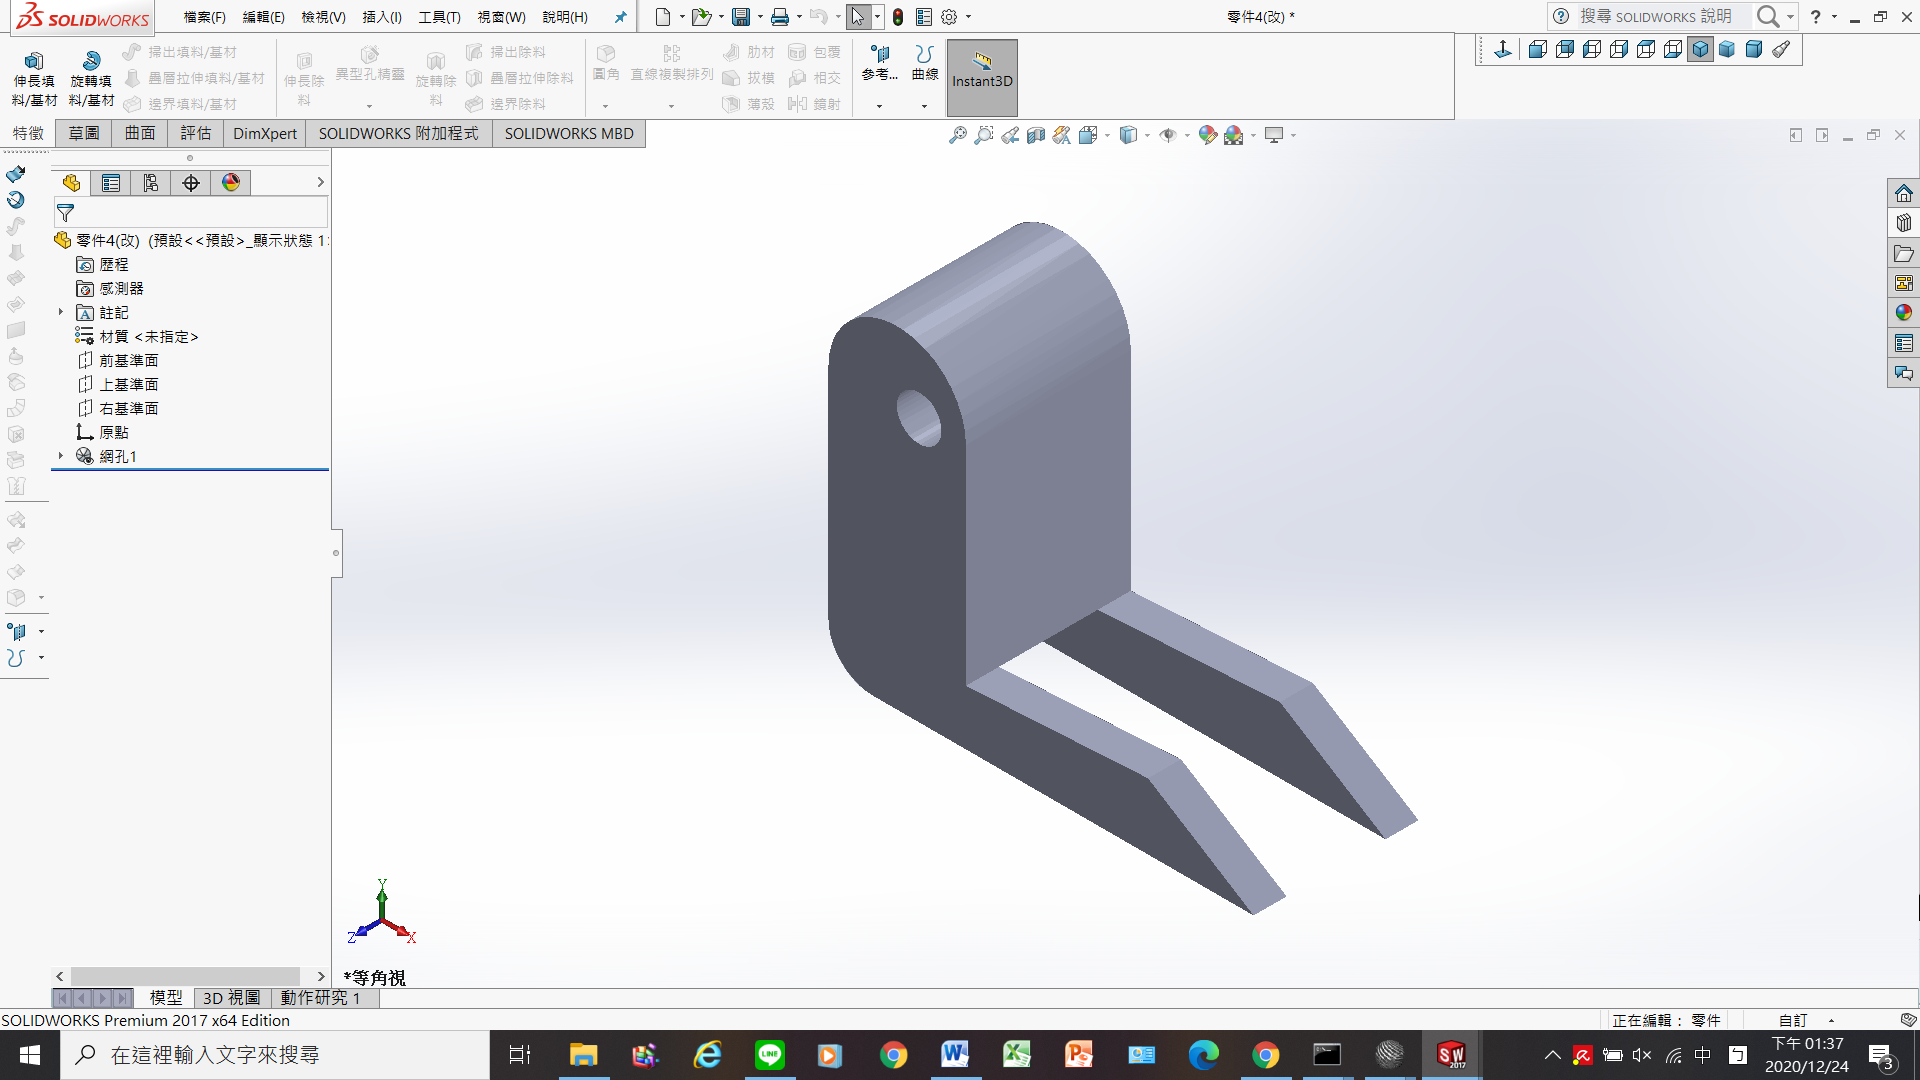 SOLIDWORKS
檔案(F) 編輯(E) 檢視(V) 插入(I) 工具(T) 視窗(W) 說明(H)
零件4(改) *
搜尋 SOLIDWORKS 說明
伸長填料/基材
旋轉填料/基材
掃出填料/基材
疊層拉伸填料/基材
邊界填料/基材
伸長除料
異型孔精靈
旋轉除料
掃出除料
疊層拉伸除料
邊界除料
圓角
直線複製排列
肋材
拔模
薄殼
包覆
相交
鏡射
參考...
曲線
Instant3D
特徵 草圖 曲面 評估 DimXpert SOLIDWORKS 附加程式 SOLIDWORKS MBD
零件4(改) (預設<<預設>_顯示狀態 1
歷程
感測器
註記
材質 <未指定>
前基準面
上基準面
右基準面
原點
網孔1
Y
Z
X
*等角視
模型 3D 視圖 動作研究 1
SOLIDWORKS Premium 2017 x64 Edition
正在編輯： 零件
自訂
在這裡輸入文字來搜尋
LINE
SW
2017
中
下午 01:37
2020/12/24
3